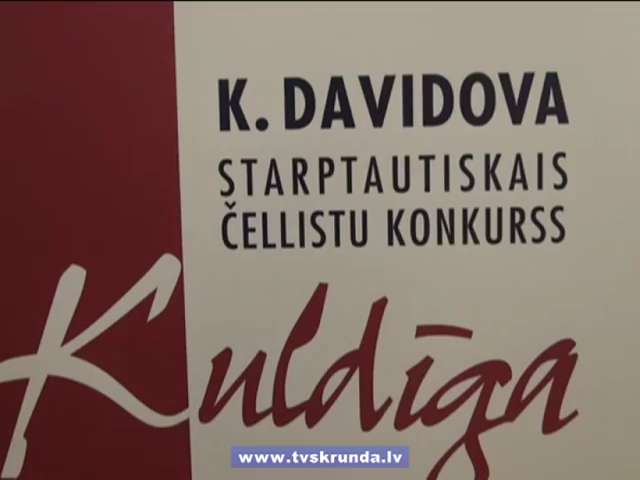 K. DAVIDOVA
STARPTAUTISKAIS
ČELLISTU KONKURSS
Kuldīga
www.tvskrunda.lv